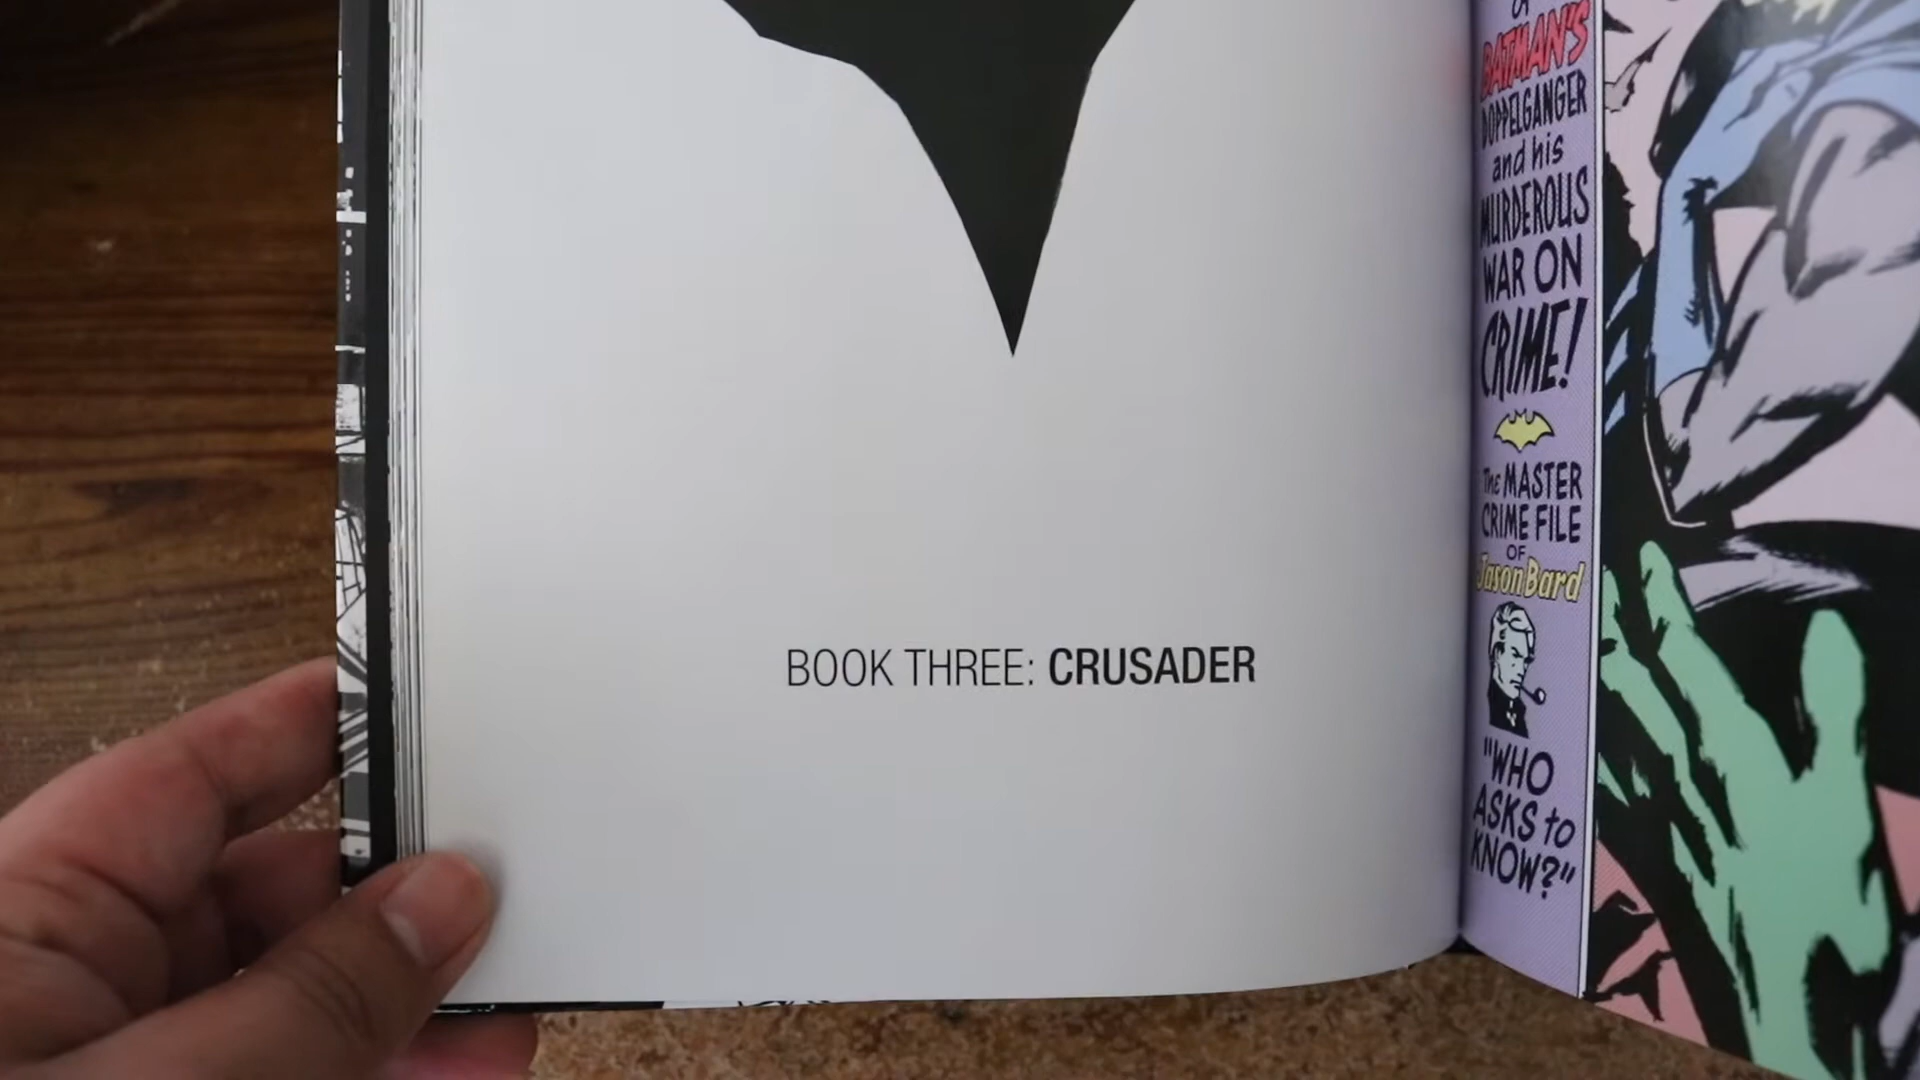 BOOK THREE: CRUSADER
OF
BATMAN'S
DOPPELGANGER
and his
MURDEROUS
WAR ON
CRIME!
The MASTER
CRIME FILE
OF
Jason Bard
"WHO
ASKS to
KNOW?"